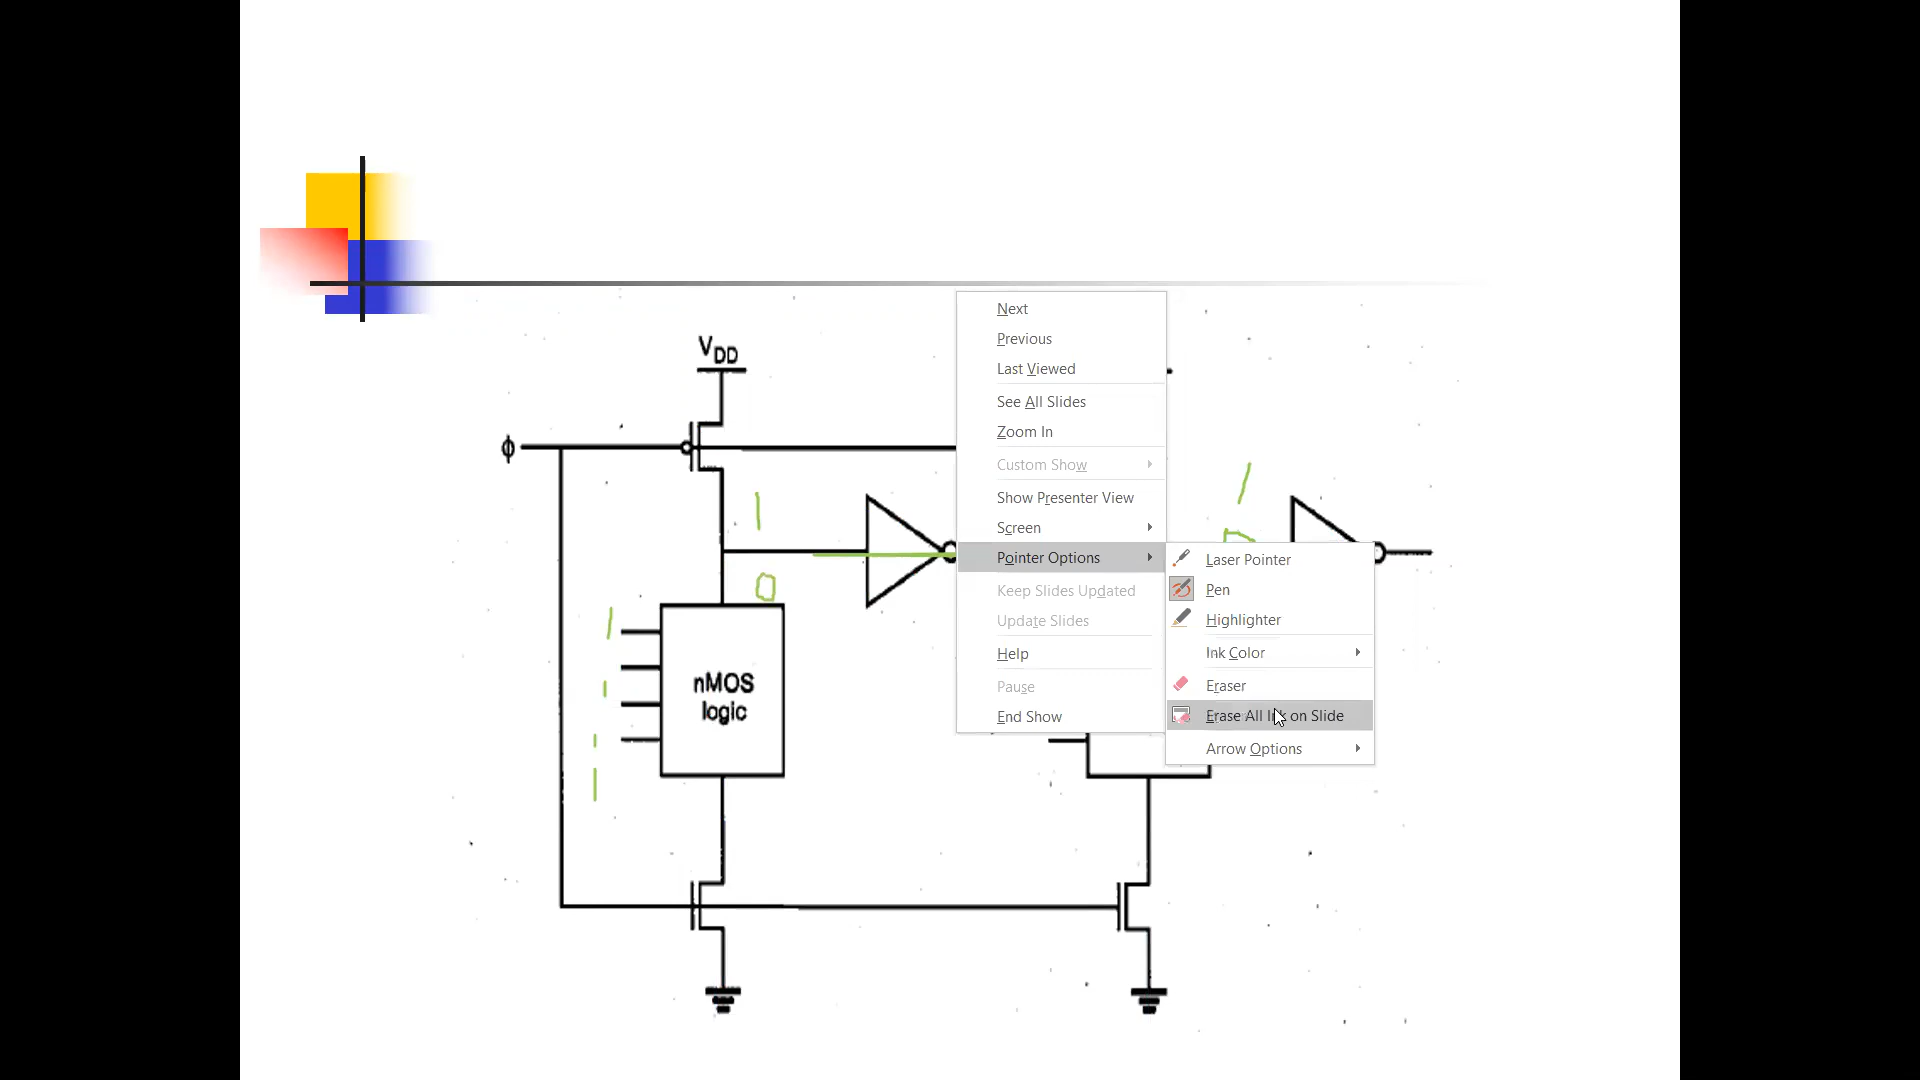 Next
Previous
Last Viewed
See All Slides
Zoom In
Custom Show
Show Presenter View
Screen
Pointer Options
Keep Slides Updated
Update Slides
Help
Pause
End Show
Laser Pointer
Pen
Highlighter
Ink Color
Eraser
Erase All Ink on Slide
Arrow Options
VDD
ϕ
1
0
nMOS
logic